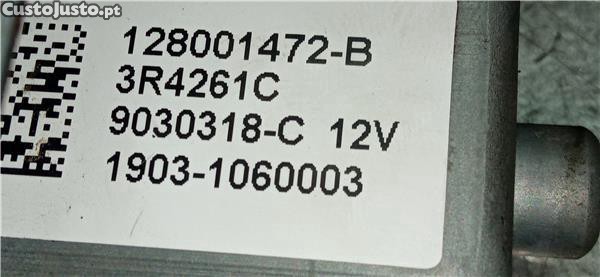 CustoJusto.pt
128001472-B
3R4261C
9030318-C 12V
1903-1060003